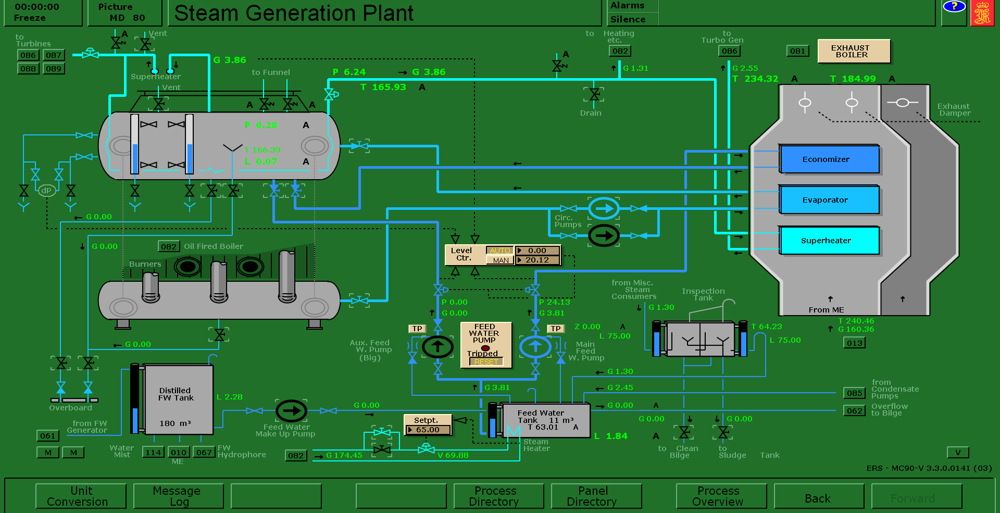 00:00:00
Freeze
Picture
MD 80
Steam Generation Plant
Alarms
Silence
?
to
Turbines
086 087
088 089
A
Vent
Superheater
Vent
G 3.86
to Funnel
P 6.24 G 3.86
T 165.93 A
A
to Heating
etc.
082
G 1.31
to
Turbo Gen
086
G 2.55
081
EXHAUST
BOILER
T 234.32 A
T 184.99 A
Drain
Exhaust
Damper
A
A
P 6.28 A
T 166.33
L 0.07 A
Economizer
Evaporator
Superheater
dP
G 0.00
G 0.00
082 Oil Fired Boiler
Burners
Circ.
Pumps
Level
Ctr.
AUTO 0.00
MAN 20.12
P 0.00
G 0.00
P 24.13
G 3.81
from Misc.
Steam
Consumers
G 1.30
Inspection
Tank
From ME
T 240.46
G 160.36
013
TP
FEED
WATER
PUMP
Tripped
RESET
TP
Z 0.00 A
L 75.00
T 64.23
L 75.00
Aux. Feed
W. Pump
(Big)
Main
Feed
W. Pump
G 0.00
G 1.30
G 3.81
G 2.45
085
from
Condensate
Pumps
G 0.00 A
062
Overflow
to Bilge
Distilled
FW Tank
180 m³
L 2.28
Overboard
from FW
Generator
061
M M
Water
Mist
114 010 067
ME
FW
Hydrophore
Feed Water
Make Up Pump
G 0.00
Setpt.
65.00
Feed Water
Tank 11 m³
T 63.01 A
L 1.84 A
Steam
Heater
082
G 174.45
V 69.88
G 0.00
G 0.00
to Clean
Bilge
to
Sludge Tank
V
ERS - MC90-V 3.3.0.0141 (03)
Unit
Conversion
Message
Log
Process
Directory
Panel
Directory
Process
Overview
Back
Forward